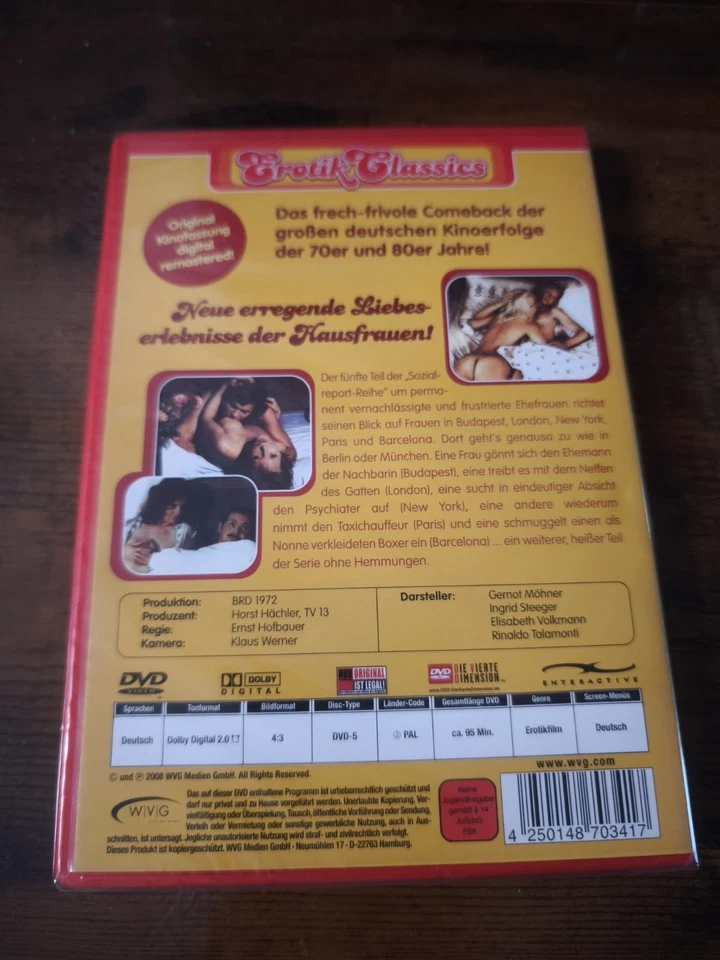 Erotik Classics
Original
Kinofassung
digital
remastered!
Das frech-frivole Comeback der
großen deutschen Kinoerfolge
der 70er und 80er Jahre!
Neue erregende Liebes-
erlebnisse der Hausfrauen!
Der fünfte Teil der „Sozial-
report-Reihe" um perma-
nent vernachlässigte und frustrierte Ehefrauen richtet
seinen Blick auf Frauen in Budapest, London, New York,
Paris und Barcelona. Dort geht's genauso zu wie in
Berlin oder München. Eine Frau gönnt sich den Ehemann
der Nachbarin (Budapest), eine treibt es mit dem Neffen
des Gatten (London), eine sucht in eindeutiger Absicht
den Psychiater auf (New York), eine andere wiederum
nimmt den Taxichauffeur (Paris) und eine schmuggelt einen als
Nonne verkleideten Boxer ein (Barcelona) ... ein weiterer, heißer Teil
der Serie ohne Hemmungen.
Produktion: BRD 1972
Produzent: Horst Hächler, TV 13
Regie: Ernst Hofbauer
Kamera: Klaus Werner
Darsteller: Gernot Möhner
Ingrid Steeger
Elisabeth Volkmann
Rinaldo Talamonti
DVD
VIDEO
DOLBY
DIGITAL
ORIGINAL
IST LEGAL!
DVD DIE VIERTE
DIMENSION
www.DVD-DieVierteDimension.de
ENTERACTIVE
Sprachen Tonformat Bildformat Disc-Type Länder-Code Gesamtlänge DVD Genre Screen-Menüs
Deutsch Dolby Digital 2.0 4:3 DVD-5 2 PAL ca. 95 Min. Erotikfilm Deutsch
www.wvg.com
© und ℗ 2008 WVG Medien GmbH. All Rights Reserved.
WVG
Das auf dieser DVD enthaltene Programm ist urheberrechtlich geschützt und
darf nur privat und zu Hause vorgeführt werden. Unerlaubte Kopierung, Ver-
vielfältigung oder Überspielung, Tausch, öffentliche Vorführung oder Sendung,
Verleih oder Vermietung oder sonstige gewerbliche Nutzung, auch in Aus-
schnitten, ist untersagt. Jegliche unautorisierte Nutzung wird straf- und zivilrechtlich verfolgt.
Dieses Produkt ist kopiergeschützt. WVG Medien GmbH · Neumühlen 17 · D-22763 Hamburg.
Keine
Jugendfreigabe
gemäß § 14
JuSchG
FSK
4 250148 703417